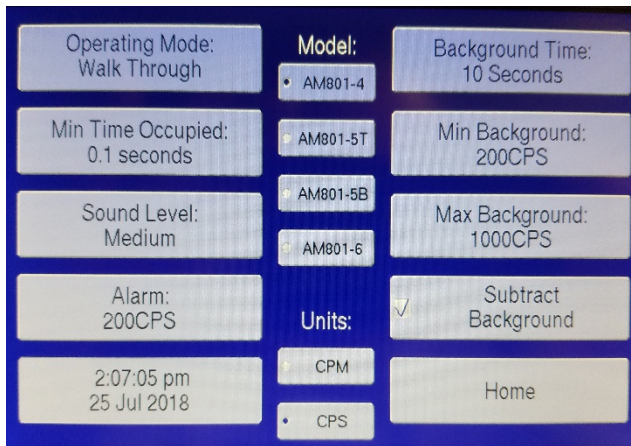 Operating Mode:
Walk Through
Min Time Occupied:
0.1 seconds
Sound Level:
Medium
Alarm:
200CPS
2:07:05 pm
25 Jul 2018
Model:
AM801-4
AM801-5T
AM801-5B
AM801-6
Units:
CPM
CPS
Background Time:
10 Seconds
Min Background:
200CPS
Max Background:
1000CPS
Subtract
Background
Home